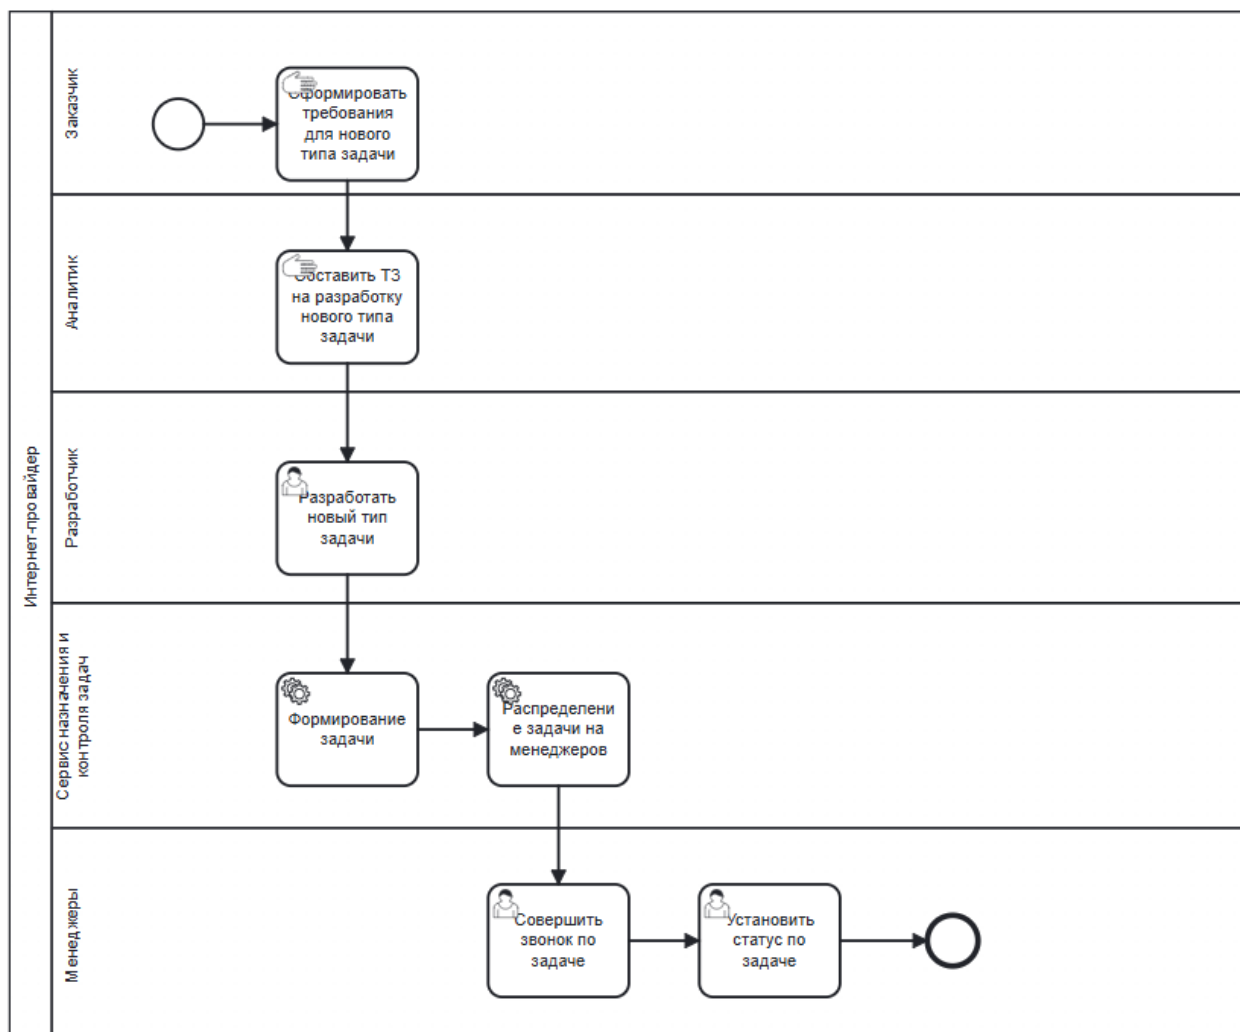 Интернет-провайдер
Заказчик
Сформировать
требования
для нового
типа задачи
Аналитик
Составить ТЗ
на разработку
нового типа
задачи
Разработчик
Разработать
новый тип
задачи
Сервис назначения и
контроля задач
Формирование
задачи
Распределени
е задачи на
менеджеров
Менеджеры
Совершить
звонок по
задаче
Установить
статус по
задаче